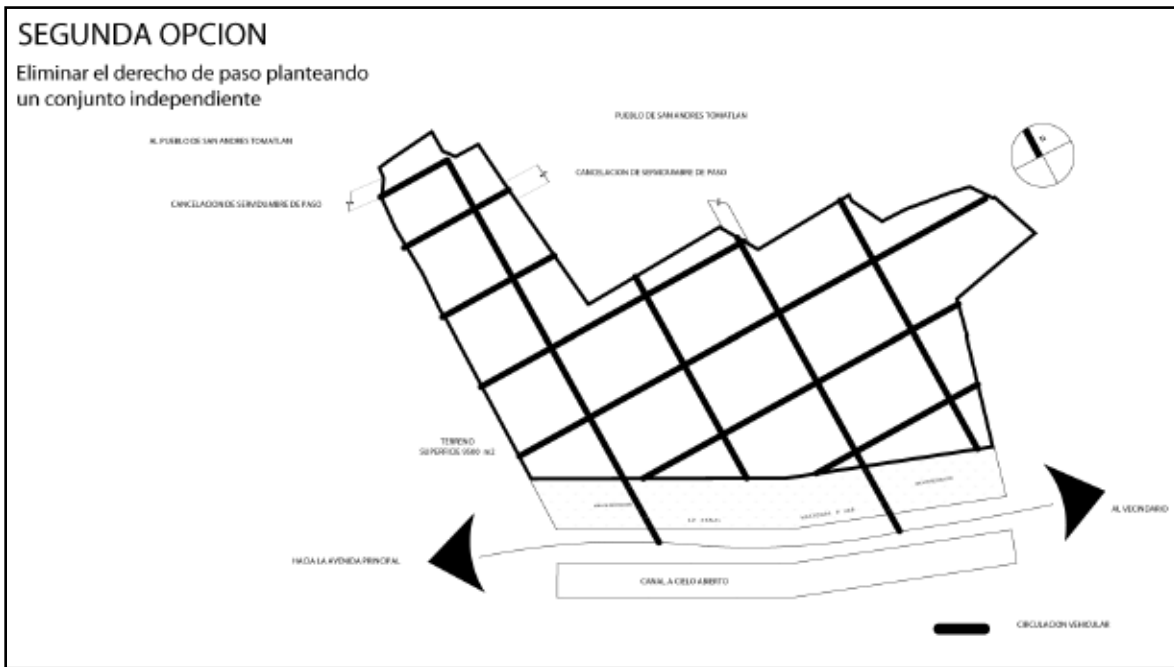 SEGUNDA OPCION
Eliminar el derecho de paso planteando
un conjunto independiente
PUEBLO DE SAN ANDRES TOMATLAN
AL PUEBLO DE SAN ANDRES TOMATLAN
CANCELACION DE SERVIDUMBRE DE PASO
CANCELACION DE SERVIDUMBRE DE PASO
TERRENO
SUPERFICIE 9500 m2
AL VECINDARIO
HACIA LA AVENIDA PRINCIPAL
CANAL A CIELO ABIERTO
CIRCULACION VEHICULAR